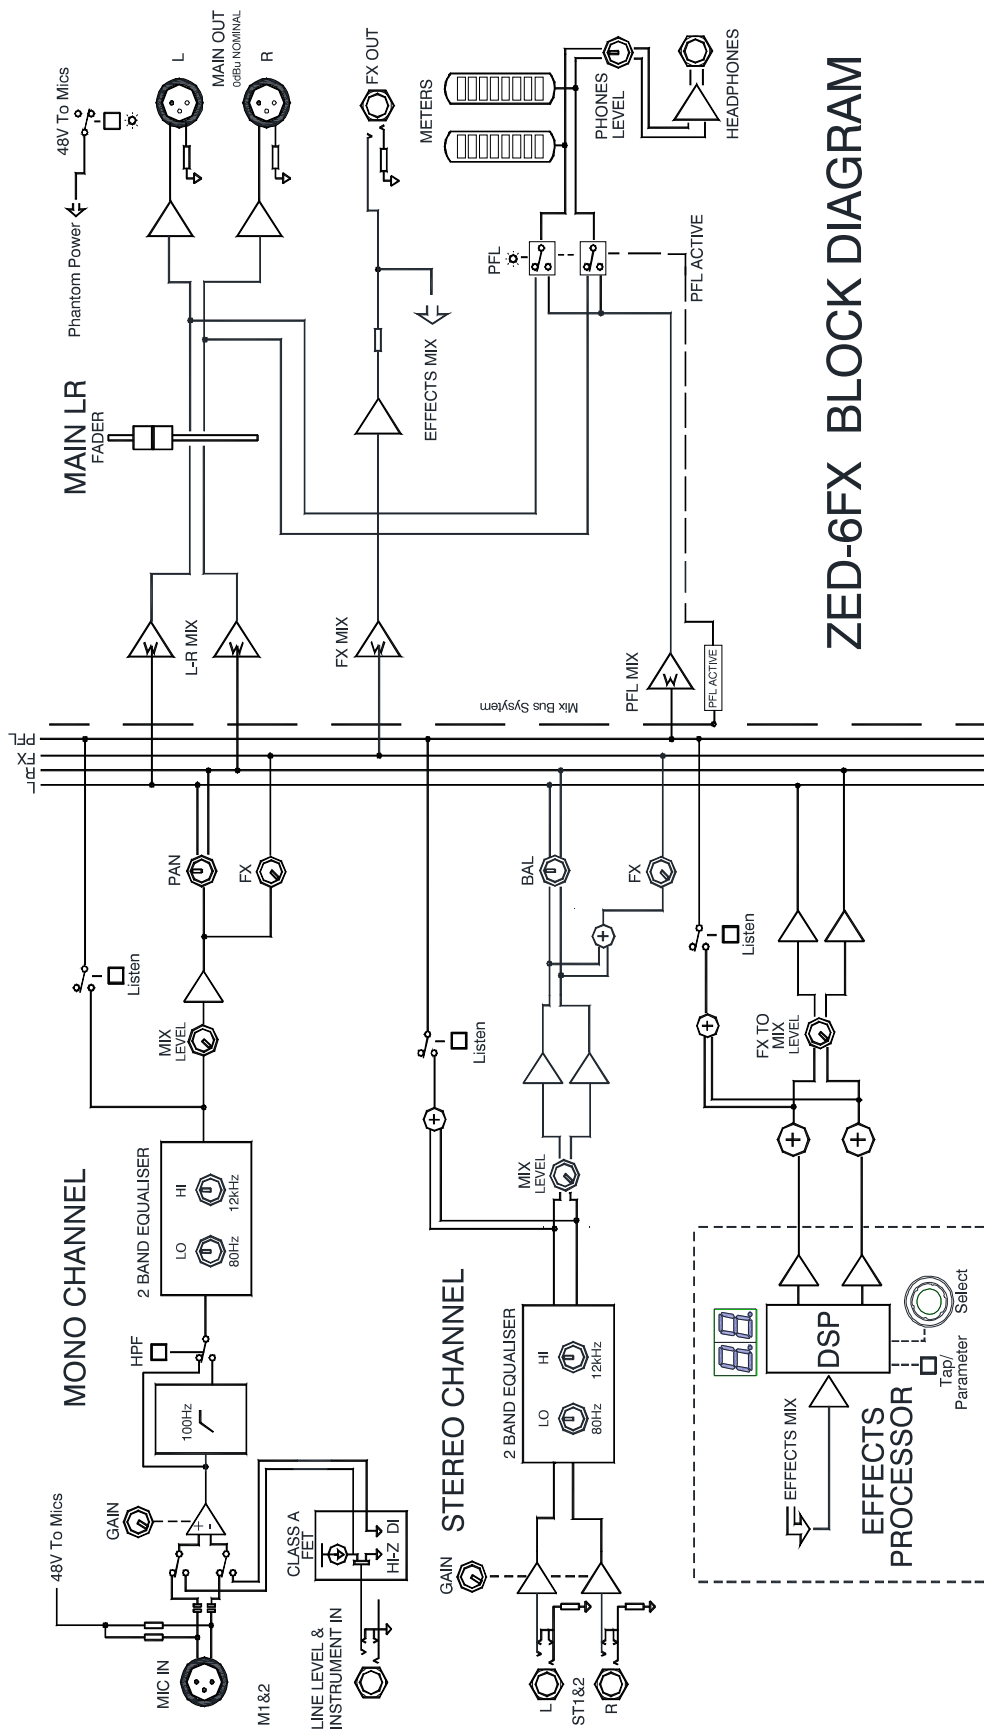 ZED-6FX BLOCK DIAGRAM
MONO CHANNEL
48V To Mics
MIC IN
M1&2
GAIN
+
-
LINE LEVEL &
INSTRUMENT IN
CLASS A
FET
HI-Z DI
100Hz
HPF
2 BAND EQUALISER
LO
80Hz
HI
12kHz
MIX
LEVEL
Listen
PAN
FX
STEREO CHANNEL
L
ST1&2
R
GAIN
2 BAND EQUALISER
LO
80Hz
HI
12kHz
+
MIX
LEVEL
Listen
+
BAL
FX
EFFECTS
PROCESSOR
EFFECTS MIX
DSP
8.8.
Tap/
Parameter
Select
+
+
+
FX TO
MIX
LEVEL
Listen
L
R
FX
PFL
Mix Bus Sysytem
L-R MIX
FX MIX
PFL MIX
PFL ACTIVE
MAIN LR
FADER
EFFECTS MIX
Phantom Power
48V To Mics
L
MAIN OUT
0dBu NOMINAL
R
FX OUT
METERS
PFL
PFL ACTIVE
PHONES
LEVEL
HEADPHONES